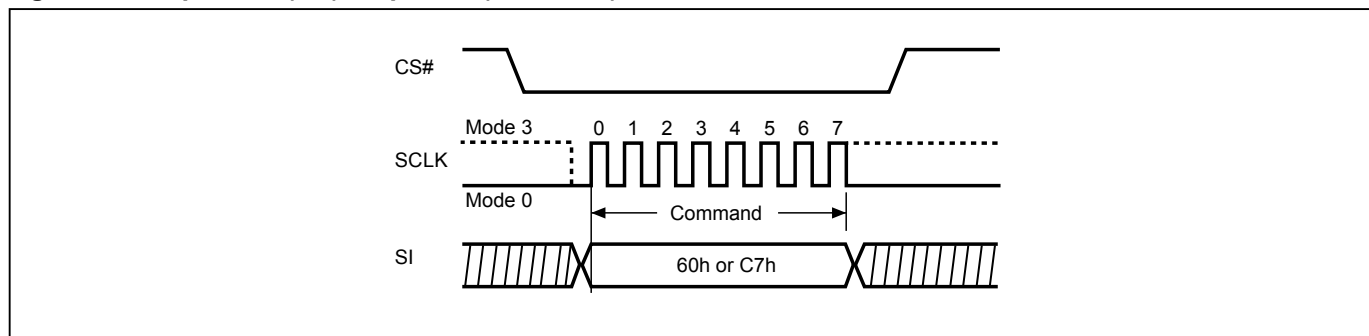 CS#
Mode 3 0 1 2 3 4 5 6 7
SCLK
Mode 0
Command
SI
60h or C7h